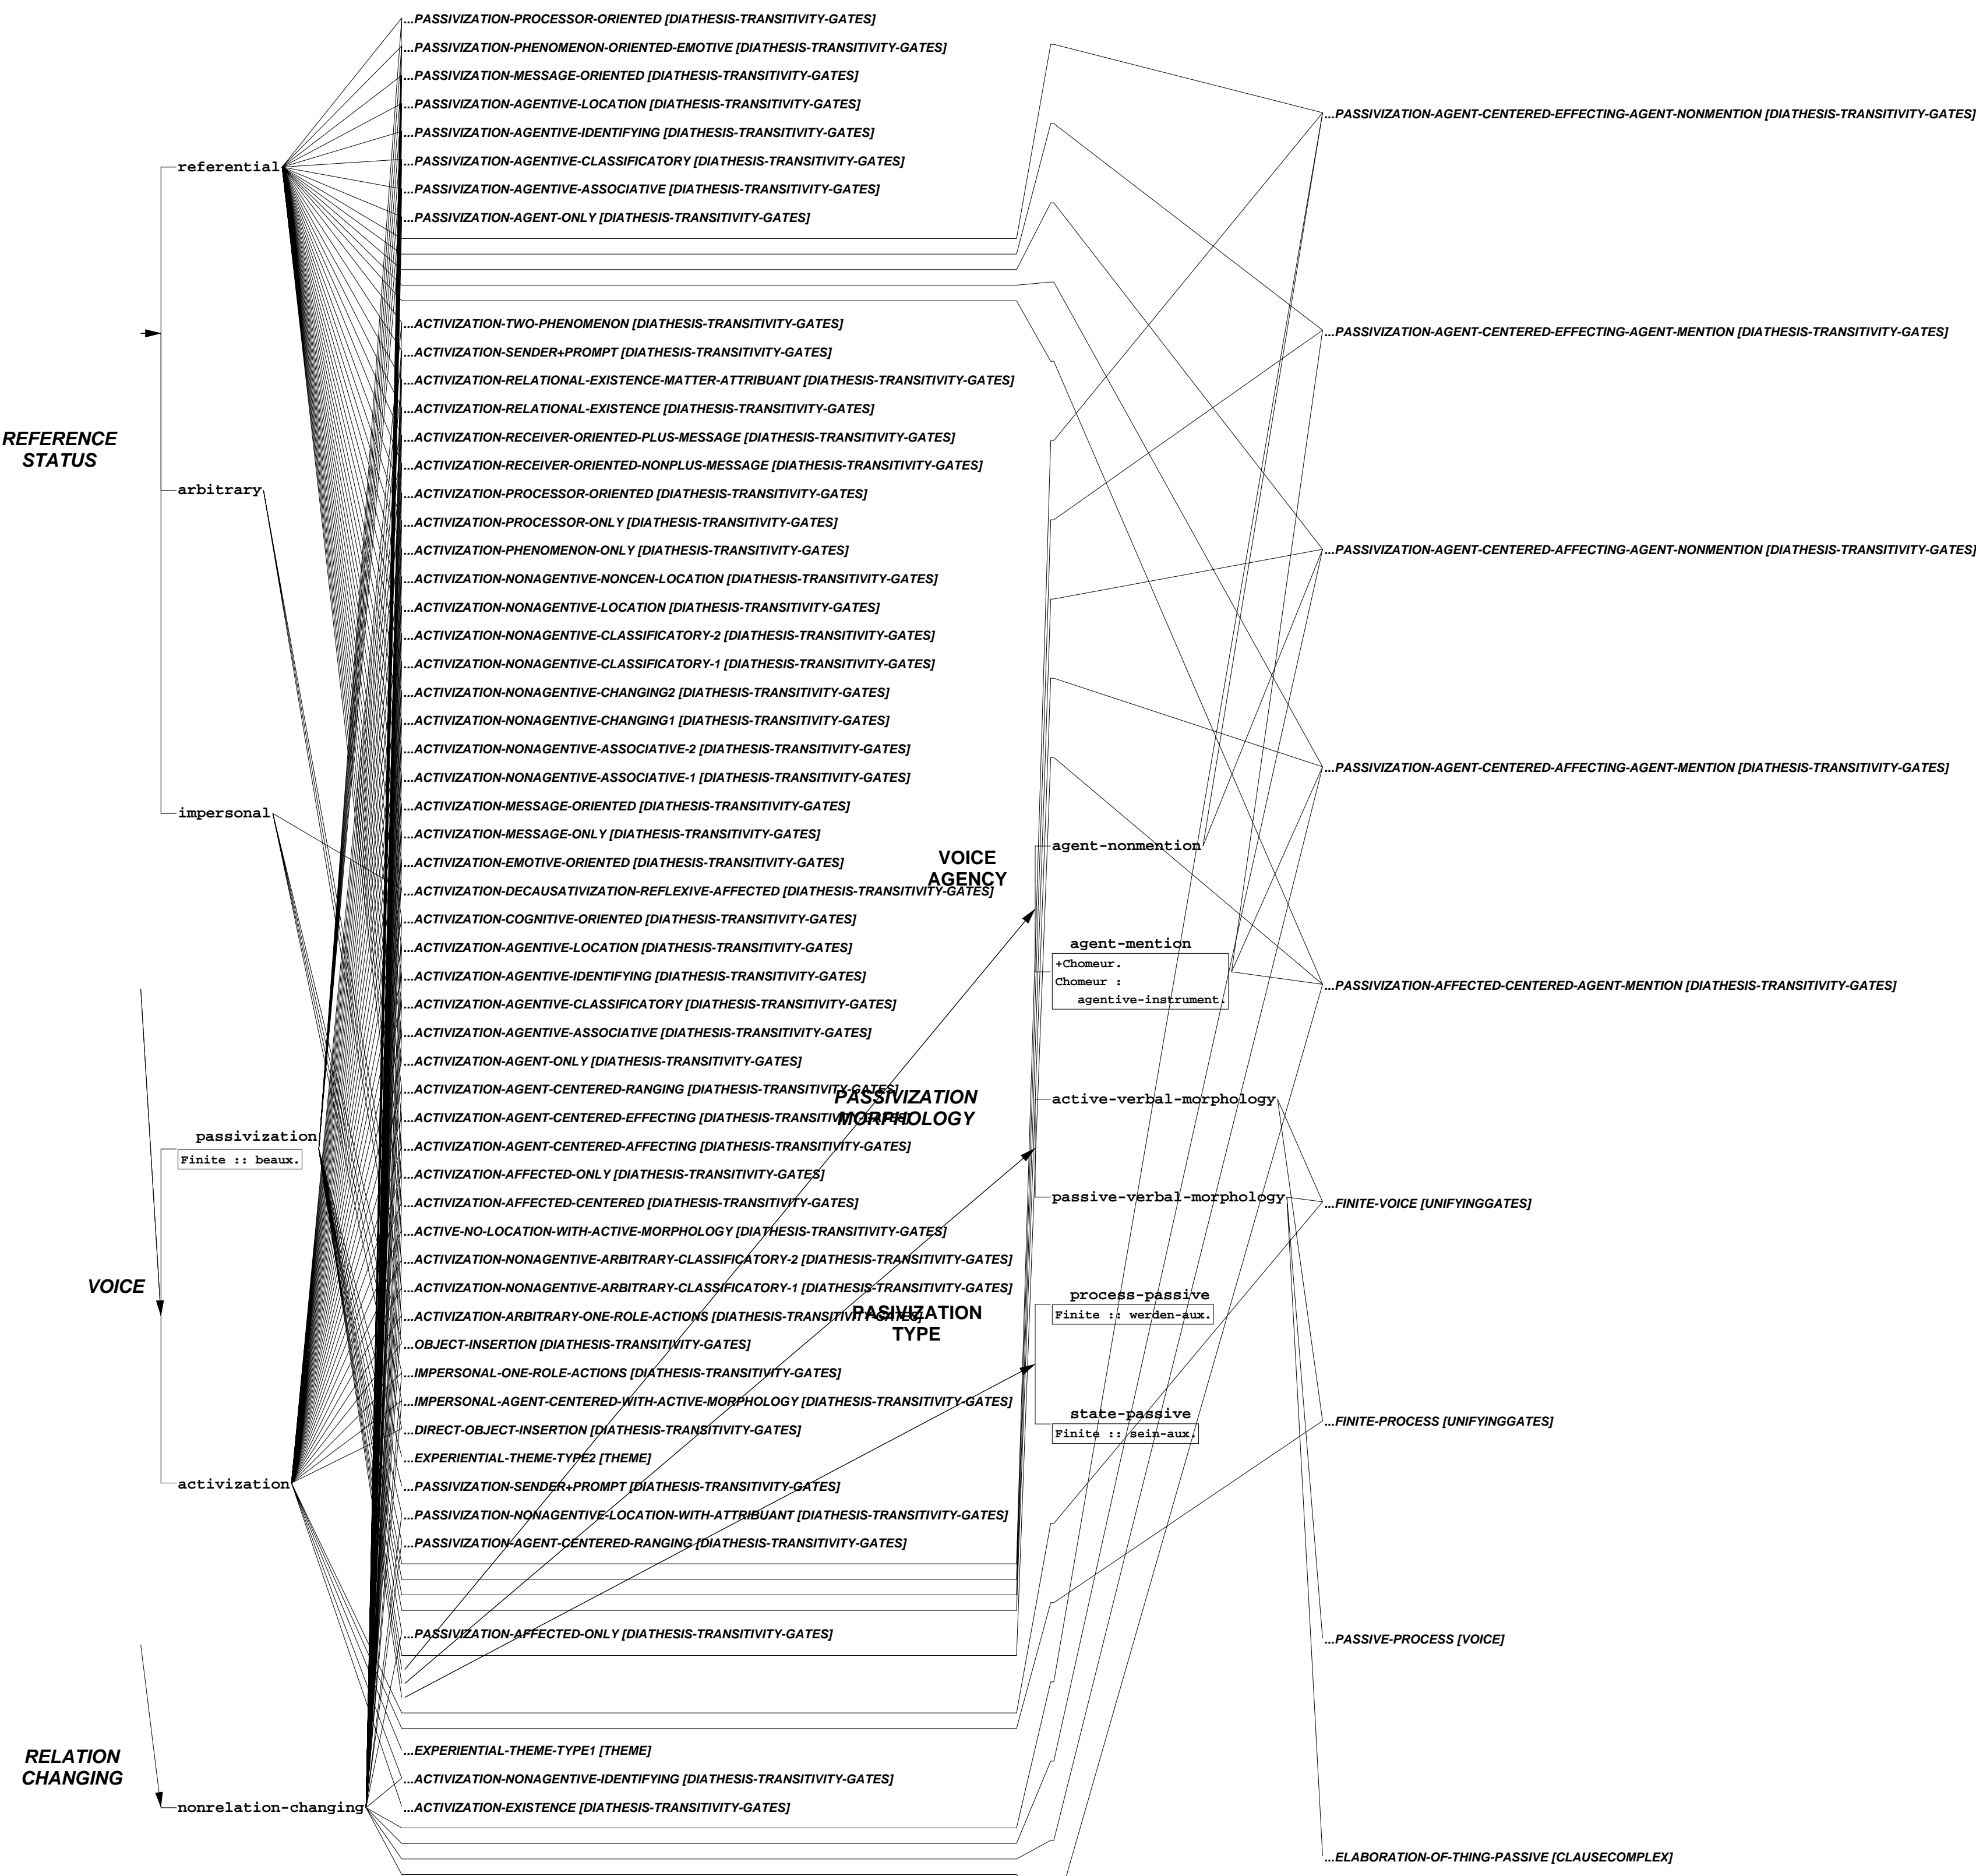 REFERENCE
STATUS
referential
arbitrary
impersonal
VOICE
passivization
Finite :: beaux.
activization
RELATION
CHANGING
nonrelation-changing
...PASSIVIZATION-PROCESSOR-ORIENTED [DIATHESIS-TRANSITIVITY-GATES]
...PASSIVIZATION-PHENOMENON-ORIENTED-EMOTIVE [DIATHESIS-TRANSITIVITY-GATES]
...PASSIVIZATION-MESSAGE-ORIENTED [DIATHESIS-TRANSITIVITY-GATES]
...PASSIVIZATION-AGENTIVE-LOCATION [DIATHESIS-TRANSITIVITY-GATES]
...PASSIVIZATION-AGENTIVE-IDENTIFYING [DIATHESIS-TRANSITIVITY-GATES]
...PASSIVIZATION-AGENTIVE-CLASSIFICATORY [DIATHESIS-TRANSITIVITY-GATES]
...PASSIVIZATION-AGENTIVE-ASSOCIATIVE [DIATHESIS-TRANSITIVITY-GATES]
...PASSIVIZATION-AGENT-ONLY [DIATHESIS-TRANSITIVITY-GATES]
...ACTIVIZATION-TWO-PHENOMENON [DIATHESIS-TRANSITIVITY-GATES]
...ACTIVIZATION-SENDER+PROMPT [DIATHESIS-TRANSITIVITY-GATES]
...ACTIVIZATION-RELATIONAL-EXISTENCE-MATTER-ATTRIBUANT [DIATHESIS-TRANSITIVITY-GATES]
...ACTIVIZATION-RELATIONAL-EXISTENCE [DIATHESIS-TRANSITIVITY-GATES]
...ACTIVIZATION-RECEIVER-ORIENTED-PLUS-MESSAGE [DIATHESIS-TRANSITIVITY-GATES]
...ACTIVIZATION-RECEIVER-ORIENTED-NONPLUS-MESSAGE [DIATHESIS-TRANSITIVITY-GATES]
...ACTIVIZATION-PROCESSOR-ORIENTED [DIATHESIS-TRANSITIVITY-GATES]
...ACTIVIZATION-PROCESSOR-ONLY [DIATHESIS-TRANSITIVITY-GATES]
...ACTIVIZATION-PHENOMENON-ONLY [DIATHESIS-TRANSITIVITY-GATES]
...ACTIVIZATION-NONAGENTIVE-NONCEN-LOCATION [DIATHESIS-TRANSITIVITY-GATES]
...ACTIVIZATION-NONAGENTIVE-LOCATION [DIATHESIS-TRANSITIVITY-GATES]
...ACTIVIZATION-NONAGENTIVE-CLASSIFICATORY-2 [DIATHESIS-TRANSITIVITY-GATES]
...ACTIVIZATION-NONAGENTIVE-CLASSIFICATORY-1 [DIATHESIS-TRANSITIVITY-GATES]
...ACTIVIZATION-NONAGENTIVE-CHANGING2 [DIATHESIS-TRANSITIVITY-GATES]
...ACTIVIZATION-NONAGENTIVE-CHANGING1 [DIATHESIS-TRANSITIVITY-GATES]
...ACTIVIZATION-NONAGENTIVE-ASSOCIATIVE-2 [DIATHESIS-TRANSITIVITY-GATES]
...ACTIVIZATION-NONAGENTIVE-ASSOCIATIVE-1 [DIATHESIS-TRANSITIVITY-GATES]
...ACTIVIZATION-MESSAGE-ORIENTED [DIATHESIS-TRANSITIVITY-GATES]
...ACTIVIZATION-MESSAGE-ONLY [DIATHESIS-TRANSITIVITY-GATES]
...ACTIVIZATION-EMOTIVE-ORIENTED [DIATHESIS-TRANSITIVITY-GATES]
...ACTIVIZATION-DECAUSATIVIZATION-REFLEXIVE-AFFECTED [DIATHESIS-TRANSITIVITY-GATES]
...ACTIVIZATION-COGNITIVE-ORIENTED [DIATHESIS-TRANSITIVITY-GATES]
...ACTIVIZATION-AGENTIVE-LOCATION [DIATHESIS-TRANSITIVITY-GATES]
...ACTIVIZATION-AGENTIVE-IDENTIFYING [DIATHESIS-TRANSITIVITY-GATES]
...ACTIVIZATION-AGENTIVE-CLASSIFICATORY [DIATHESIS-TRANSITIVITY-GATES]
...ACTIVIZATION-AGENTIVE-ASSOCIATIVE [DIATHESIS-TRANSITIVITY-GATES]
...ACTIVIZATION-AGENT-ONLY [DIATHESIS-TRANSITIVITY-GATES]
...ACTIVIZATION-AGENT-CENTERED-RANGING [DIATHESIS-TRANSITIVITY-GATES]
...ACTIVIZATION-AGENT-CENTERED-EFFECTING [DIATHESIS-TRANSITIVITY-GATES]
...ACTIVIZATION-AGENT-CENTERED-AFFECTING [DIATHESIS-TRANSITIVITY-GATES]
...ACTIVIZATION-AFFECTED-ONLY [DIATHESIS-TRANSITIVITY-GATES]
...ACTIVIZATION-AFFECTED-CENTERED [DIATHESIS-TRANSITIVITY-GATES]
...ACTIVE-NO-LOCATION-WITH-ACTIVE-MORPHOLOGY [DIATHESIS-TRANSITIVITY-GATES]
...ACTIVIZATION-NONAGENTIVE-ARBITRARY-CLASSIFICATORY-2 [DIATHESIS-TRANSITIVITY-GATES]
...ACTIVIZATION-NONAGENTIVE-ARBITRARY-CLASSIFICATORY-1 [DIATHESIS-TRANSITIVITY-GATES]
...ACTIVIZATION-ARBITRARY-ONE-ROLE-ACTIONS [DIATHESIS-TRANSITIVITY-GATES]
...OBJECT-INSERTION [DIATHESIS-TRANSITIVITY-GATES]
...IMPERSONAL-ONE-ROLE-ACTIONS [DIATHESIS-TRANSITIVITY-GATES]
...IMPERSONAL-AGENT-CENTERED-WITH-ACTIVE-MORPHOLOGY [DIATHESIS-TRANSITIVITY-GATES]
...DIRECT-OBJECT-INSERTION [DIATHESIS-TRANSITIVITY-GATES]
...EXPERIENTIAL-THEME-TYPE2 [THEME]
...PASSIVIZATION-SENDER+PROMPT [DIATHESIS-TRANSITIVITY-GATES]
...PASSIVIZATION-NONAGENTIVE-LOCATION-WITH-ATTRIBUANT [DIATHESIS-TRANSITIVITY-GATES]
...PASSIVIZATION-AGENT-CENTERED-RANGING [DIATHESIS-TRANSITIVITY-GATES]
...PASSIVIZATION-AFFECTED-ONLY [DIATHESIS-TRANSITIVITY-GATES]
...EXPERIENTIAL-THEME-TYPE1 [THEME]
...ACTIVIZATION-NONAGENTIVE-IDENTIFYING [DIATHESIS-TRANSITIVITY-GATES]
...ACTIVIZATION-EXISTENCE [DIATHESIS-TRANSITIVITY-GATES]
VOICE
AGENCY
agent-nonmention
agent-mention
+Chomeur.
Chomeur :
agentive-instrument.
PASSIVIZATION
MORPHOLOGY
active-verbal-morphology
passive-verbal-morphology
PASIVIZATION
TYPE
process-passive
Finite :: werden-aux.
state-passive
Finite :: sein-aux.
...PASSIVIZATION-AGENT-CENTERED-EFFECTING-AGENT-NONMENTION [DIATHESIS-TRANSITIVITY-GATES]
...PASSIVIZATION-AGENT-CENTERED-EFFECTING-AGENT-MENTION [DIATHESIS-TRANSITIVITY-GATES]
...PASSIVIZATION-AGENT-CENTERED-AFFECTING-AGENT-NONMENTION [DIATHESIS-TRANSITIVITY-GATES]
...PASSIVIZATION-AGENT-CENTERED-AFFECTING-AGENT-MENTION [DIATHESIS-TRANSITIVITY-GATES]
...PASSIVIZATION-AFFECTED-CENTERED-AGENT-MENTION [DIATHESIS-TRANSITIVITY-GATES]
...FINITE-VOICE [UNIFYINGGATES]
...FINITE-PROCESS [UNIFYINGGATES]
...PASSIVE-PROCESS [VOICE]
...ELABORATION-OF-THING-PASSIVE [CLAUSECOMPLEX]